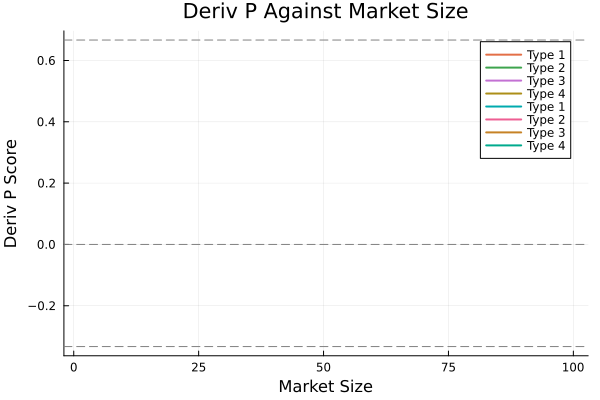 Deriv P Against Market Size
Type 1
Type 2
Type 3
Type 4
Type 1
Type 2
Type 3
Type 4
0.6
0.4
0.2
0.0
−0.2
Deriv P Score
0
25
50
75
100
Market Size